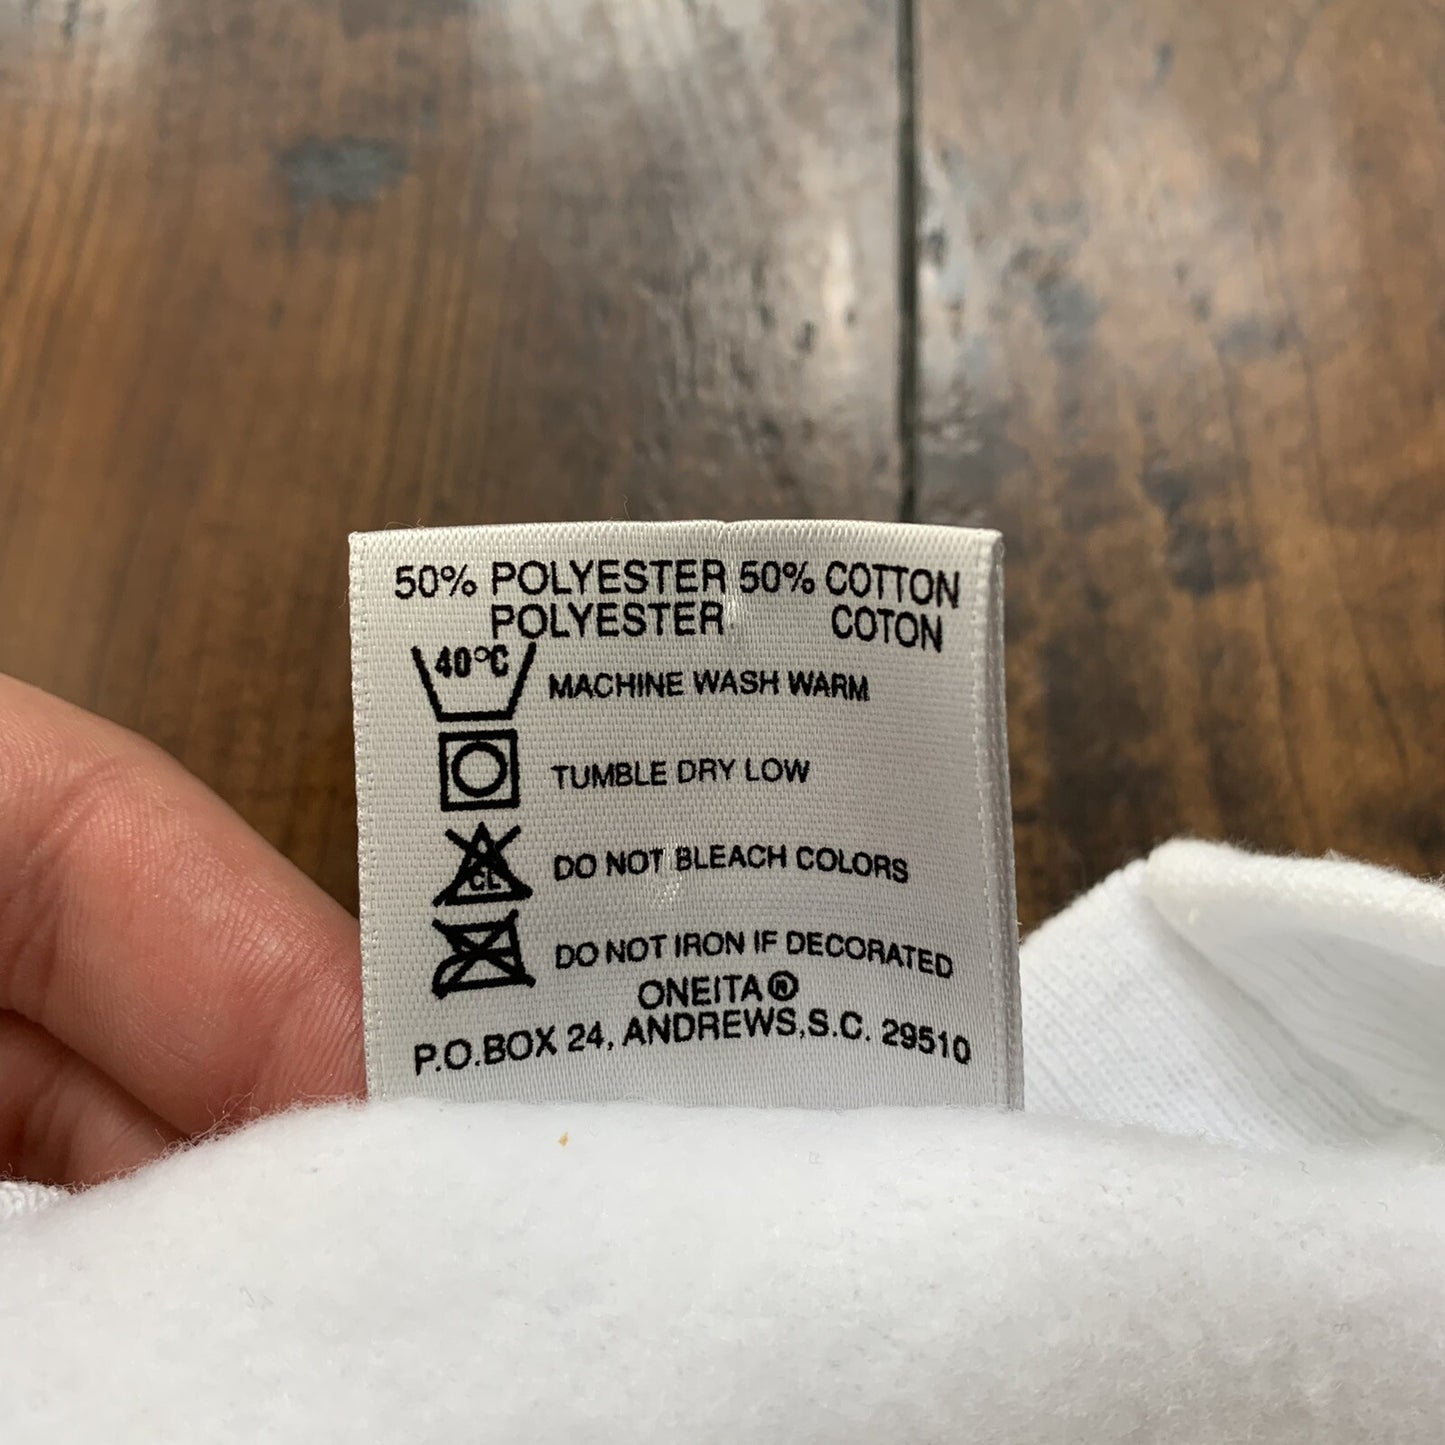 50% POLYESTER 50% COTTON
POLYESTER COTON
40°C MACHINE WASH WARM
TUMBLE DRY LOW
CL DO NOT BLEACH COLORS
DO NOT IRON IF DECORATED
ONEITA®
P.O.BOX 24, ANDREWS,S.C. 29510